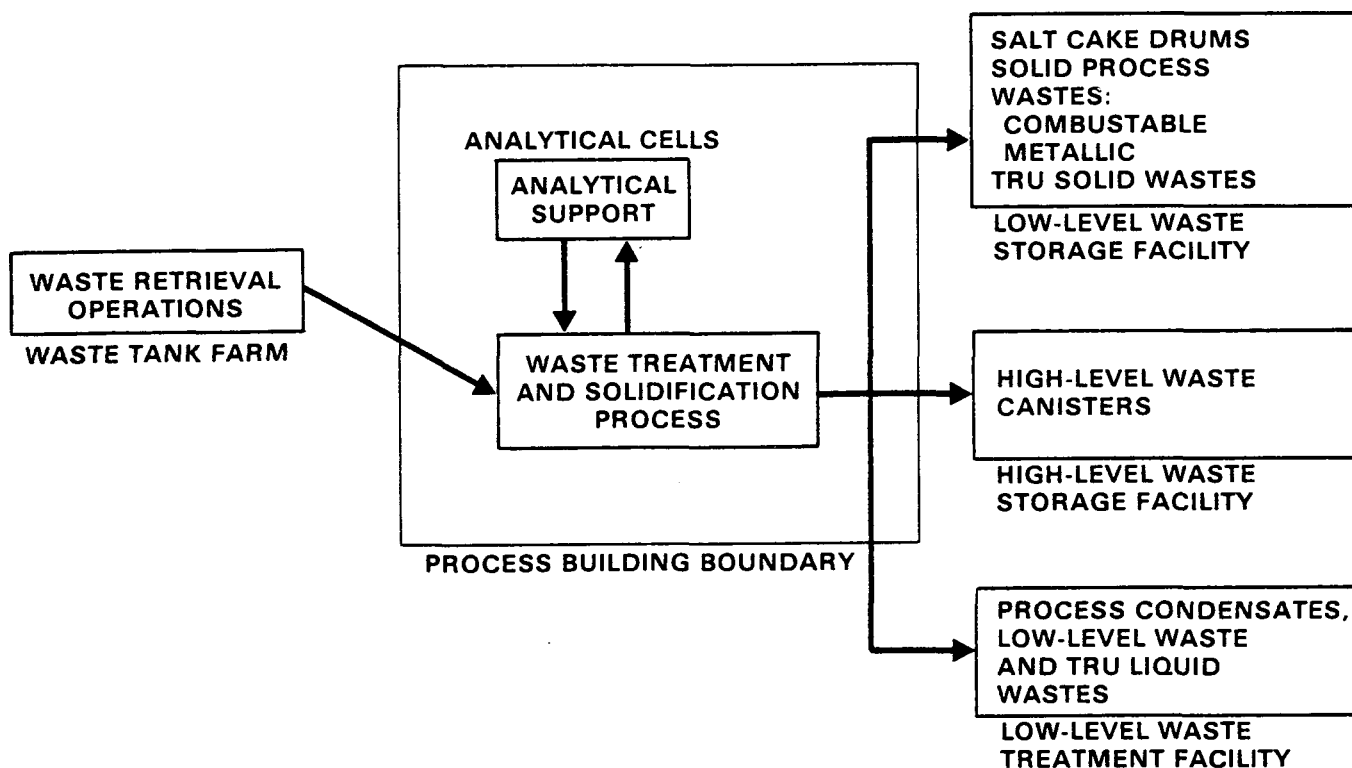 WASTE RETRIEVAL
OPERATIONS
WASTE TANK FARM
ANALYTICAL CELLS
ANALYTICAL
SUPPORT
WASTE TREATMENT
AND SOLIDIFICATION
PROCESS
PROCESS BUILDING BOUNDARY
SALT CAKE DRUMS
SOLID PROCESS
WASTES:
COMBUSTABLE
METALLIC
TRU SOLID WASTES
LOW-LEVEL WASTE
STORAGE FACILITY
HIGH-LEVEL WASTE
CANISTERS
HIGH-LEVEL WASTE
STORAGE FACILITY
PROCESS CONDENSATES,
LOW-LEVEL WASTE
AND TRU LIQUID
WASTES
LOW-LEVEL WASTE
TREATMENT FACILITY